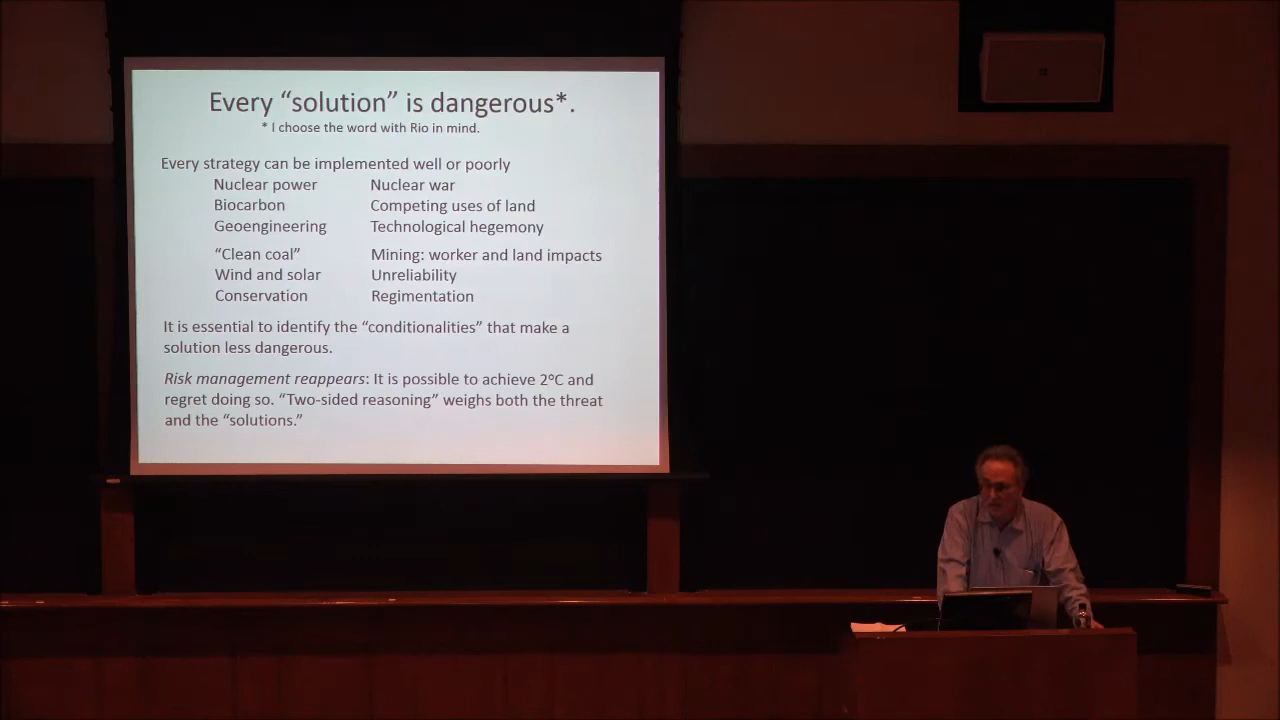 Every “solution” is dangerous*.
* I choose the word with Rio in mind.
Every strategy can be implemented well or poorly
Nuclear power Nuclear war
Biocarbon Competing uses of land
Geoengineering Technological hegemony
“Clean coal” Mining: worker and land impacts
Wind and solar Unreliability
Conservation Regimentation
It is essential to identify the “conditionalities” that make a
solution less dangerous.
Risk management reappears: It is possible to achieve 2°C and
regret doing so. “Two-sided reasoning” weighs both the threat
and the “solutions.”